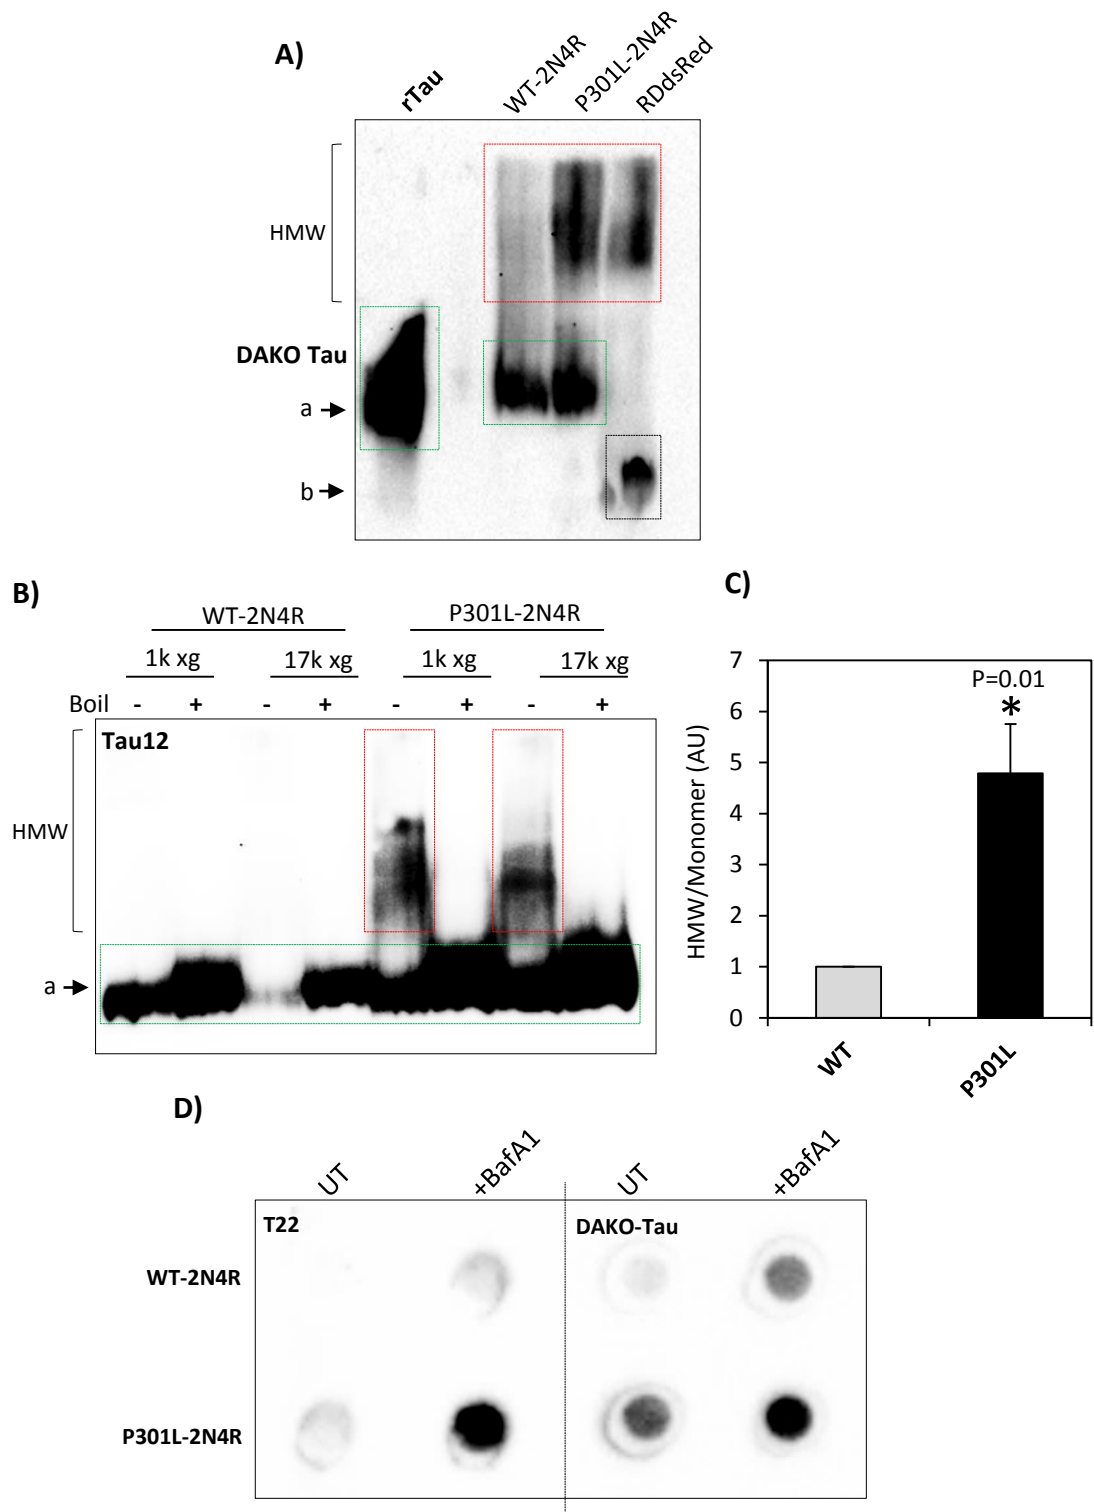 A)
rTau
WT-2N4R
P301L-2N4R
RDdsRed
HMW
DAKO Tau
a
b
B)
WT-2N4R P301L-2N4R
1k xg 17k xg 1k xg 17k xg
Boil - + - + - + - +
Tau12
HMW
a
C)
HMW/Monomer (AU)
7
6
5
4
3
2
1
0
P=0.01
*
WT
P301L
D)
UT +BafA1 UT +BafA1
T22 DAKO-Tau
WT-2N4R
P301L-2N4R